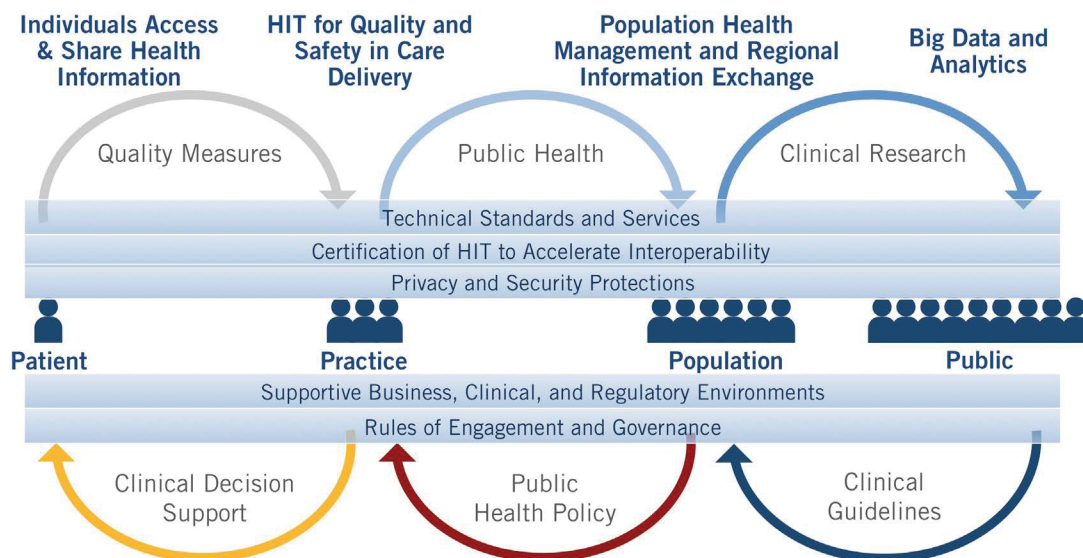 Individuals Access
& Share Health
Information
HIT for Quality and
Safety in Care
Delivery
Population Health
Management and Regional
Information Exchange
Big Data and
Analytics
Quality Measures
Public Health
Clinical Research
Technical Standards and Services
Certification of HIT to Accelerate Interoperability
Privacy and Security Protections
Patient
Practice
Population
Public
Supportive Business, Clinical, and Regulatory Environments
Rules of Engagement and Governance
Clinical Decision
Support
Public
Health Policy
Clinical
Guidelines